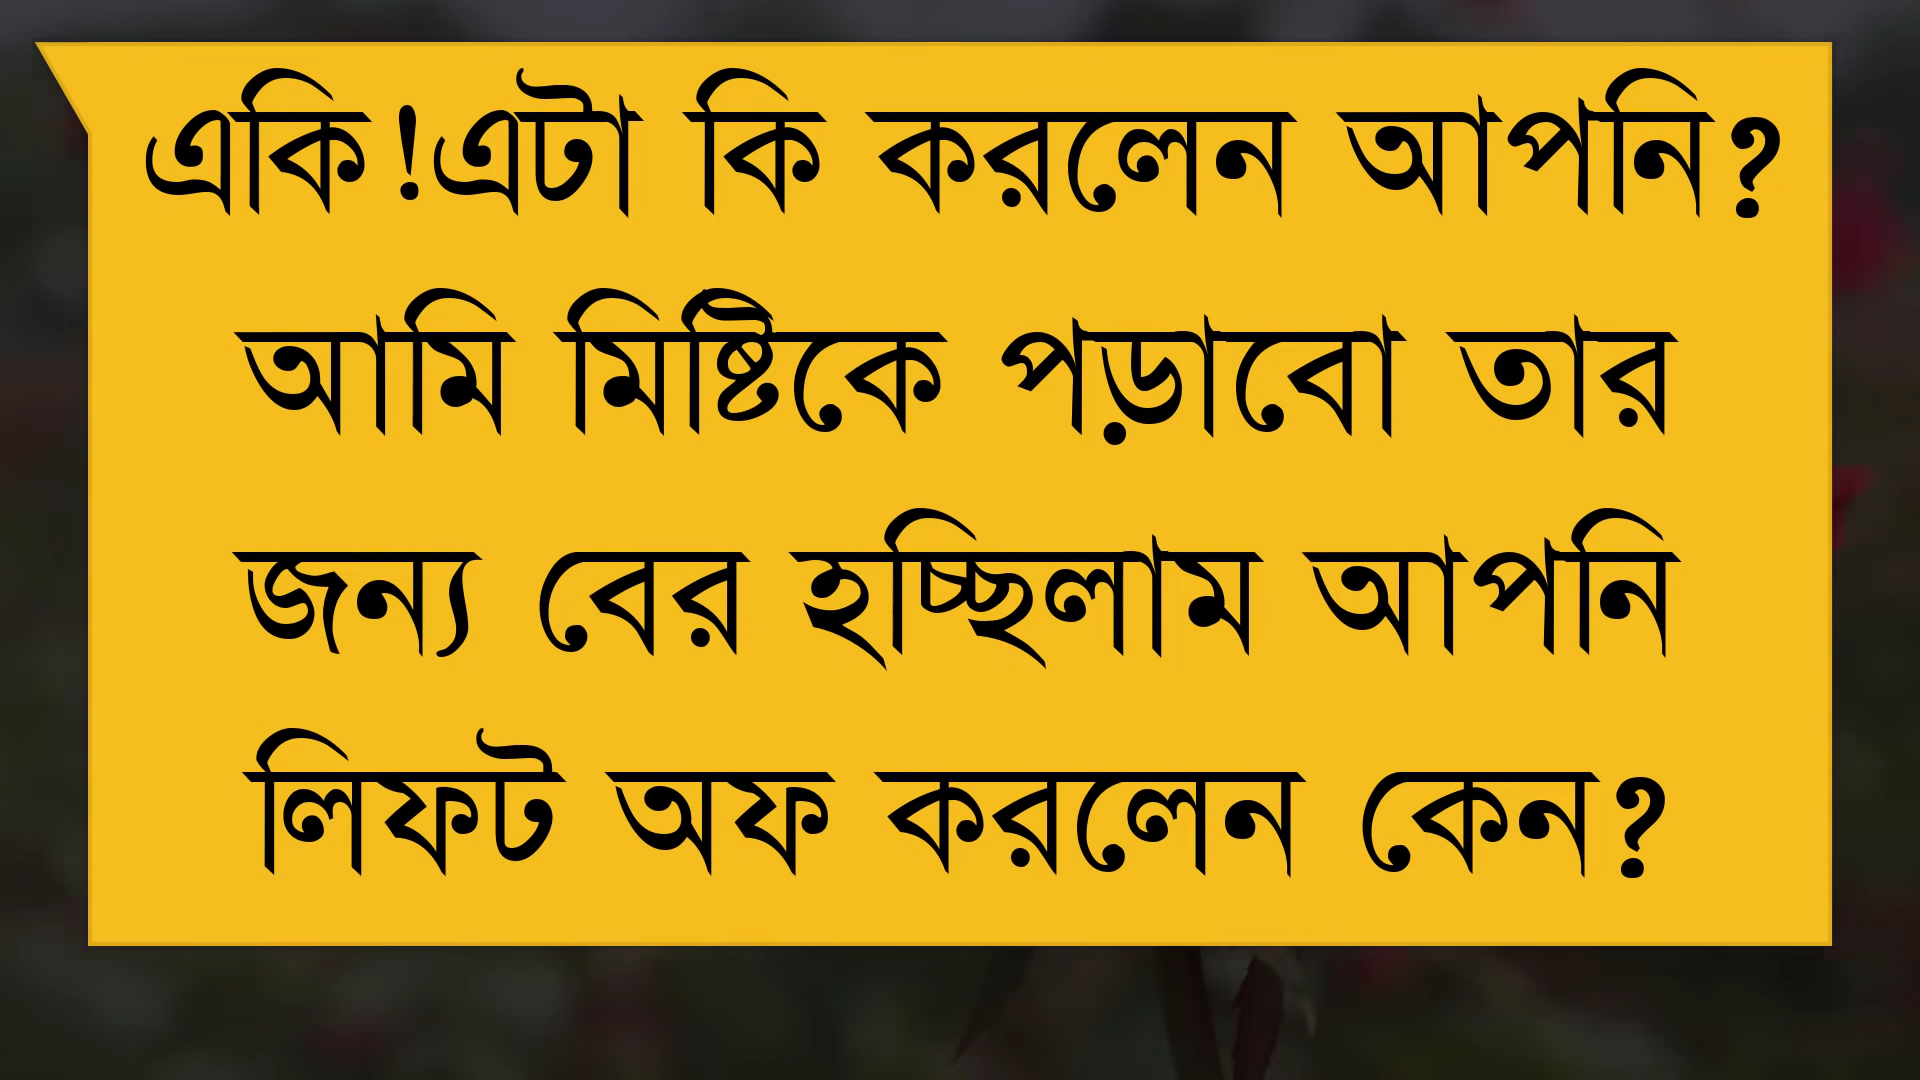 একি!এটা কি করলেন আপনি?
আমি মিষ্টিকে পড়াবো তার
জন্য বের হচ্ছিলাম আপনি
লিফট অফ করলেন কেন?